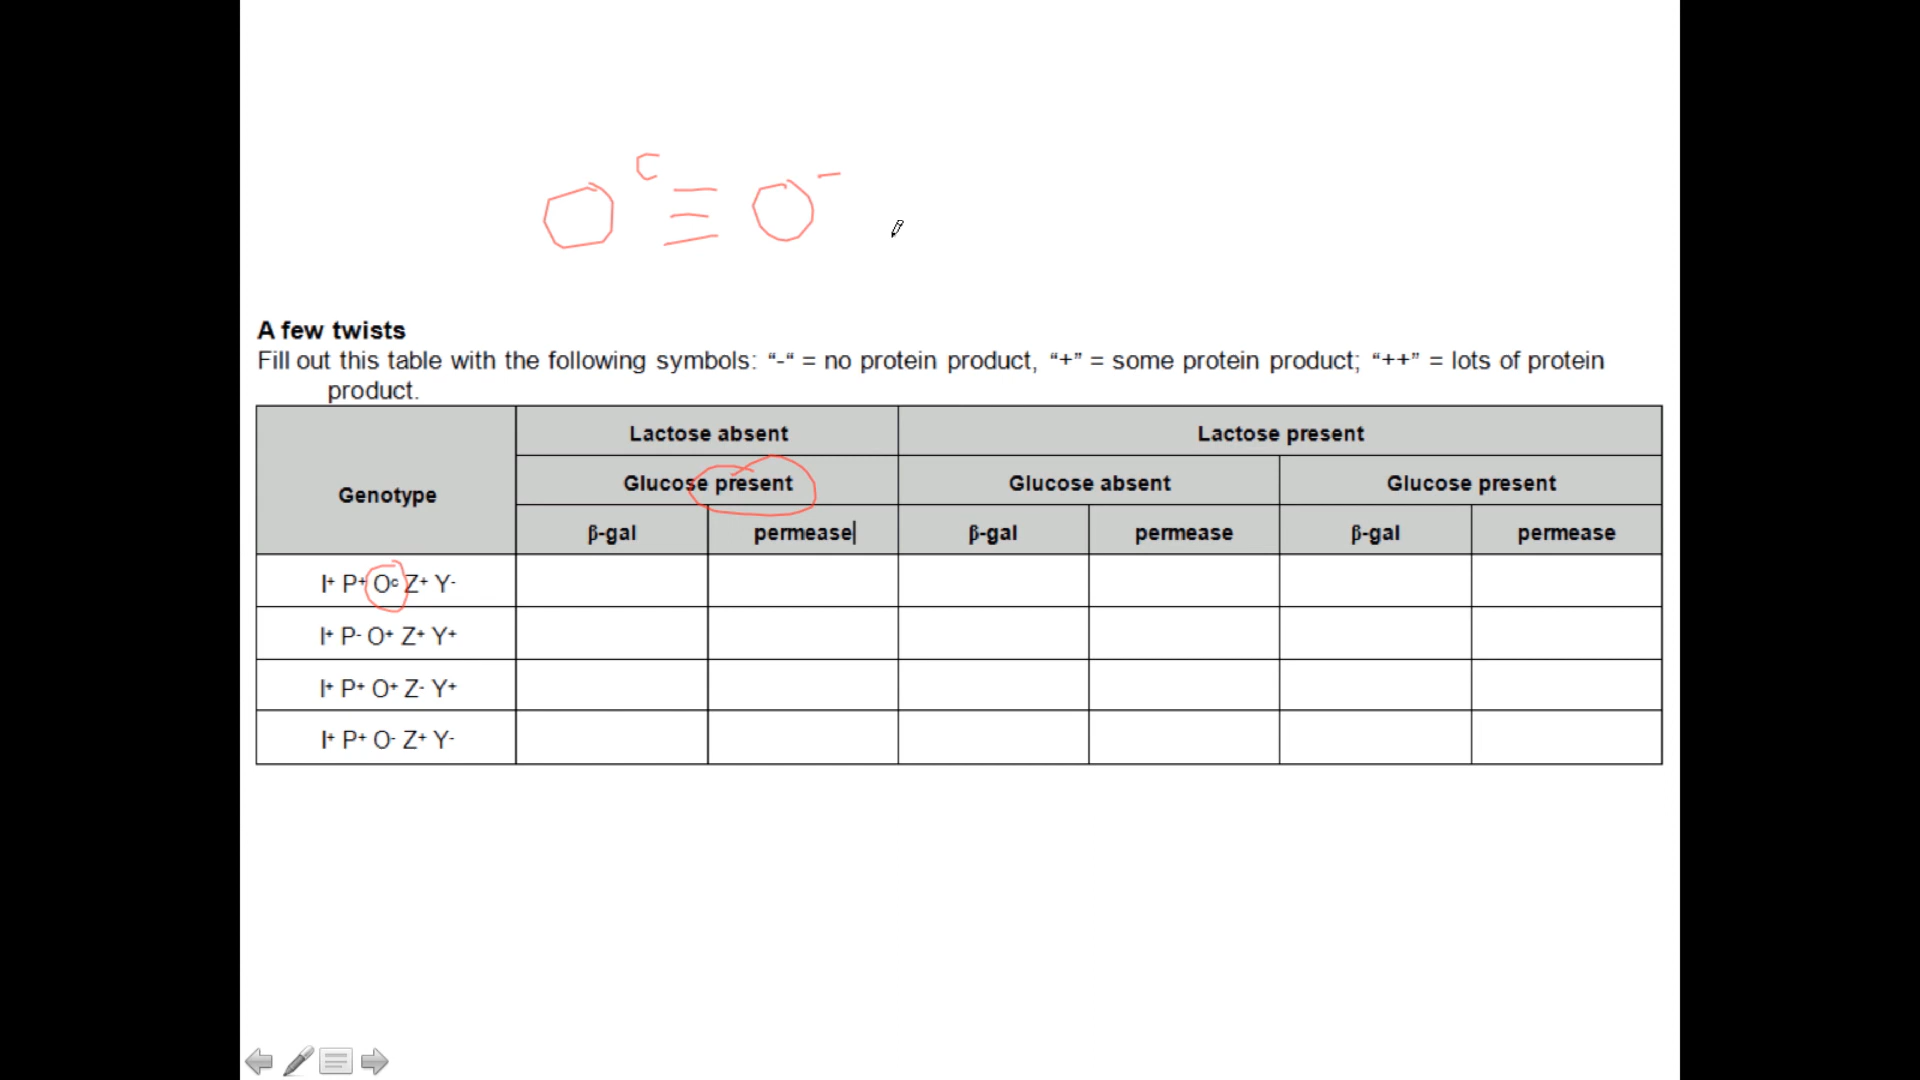 Oᶜ ≡ O⁻
A few twists
Fill out this table with the following symbols: “-“ = no protein product, “+” = some protein product; “++” = lots of protein
product.
Genotype
Lactose absent
Lactose present
Glucose present
Glucose absent
Glucose present
β-gal
permease
β-gal
permease
β-gal
permease
I⁺ P⁺ Oᶜ Z⁺ Y⁻
I⁺ P⁻ O⁺ Z⁺ Y⁺
I⁺ P⁺ O⁺ Z⁻ Y⁺
I⁺ P⁺ O⁻ Z⁺ Y⁻